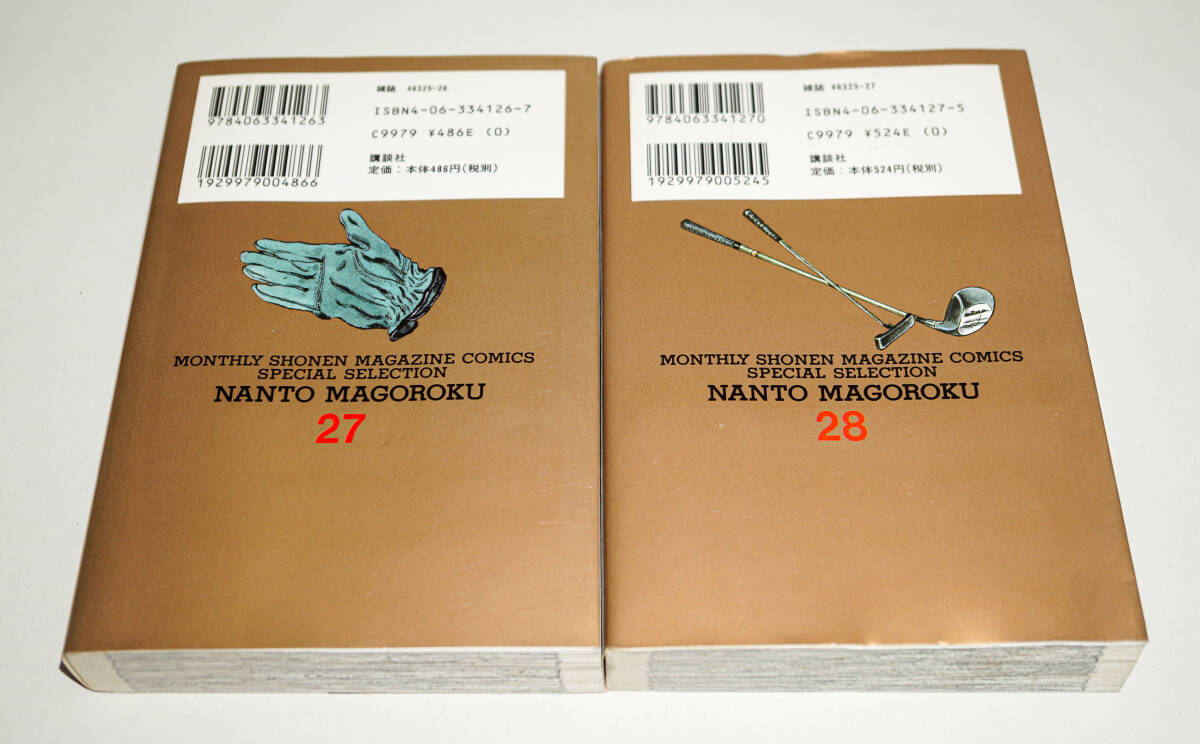 雑誌 48325-26
ISBN4-06-334126-7
9784063341263
C9979 ¥486E (0)
講談社
定価：本体486円(税別)
1929979004866
MONTHLY SHONEN MAGAZINE COMICS
SPECIAL SELECTION
NANTO MAGOROKU
27
雑誌 48325-27
ISBN4-06-334127-5
9784063341270
C9979 ¥524E (0)
講談社
定価：本体524円(税別)
1929979005245
MONTHLY SHONEN MAGAZINE COMICS
SPECIAL SELECTION
NANTO MAGOROKU
28